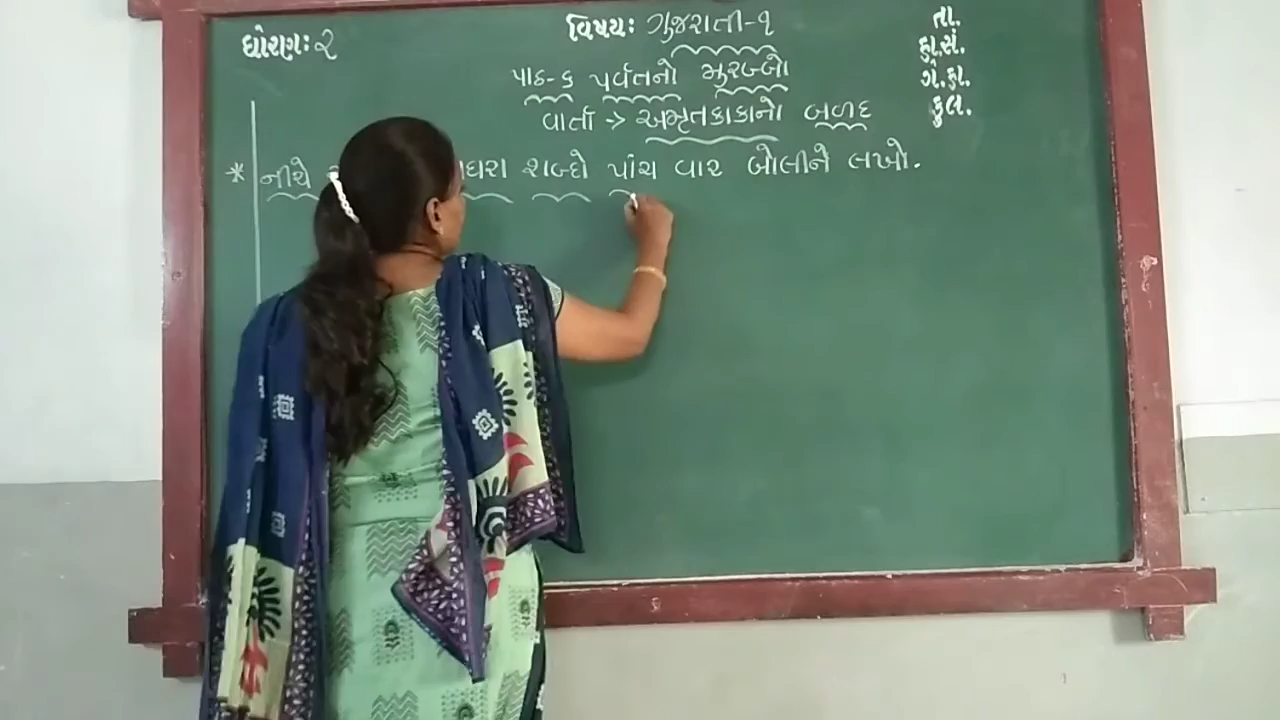 ધોરણઃ ૨
વિષયઃ ગુજરાતી-૧
તા.
હા.સં.
ગે.હા.
કુલ.
પાઠ-૬ પર્વતનો મુરબ્બો
વાર્તા → અમૃતકાકાનો બળદ
* નીચે શબ્દો પાંચ વાર બોલીને લખો.